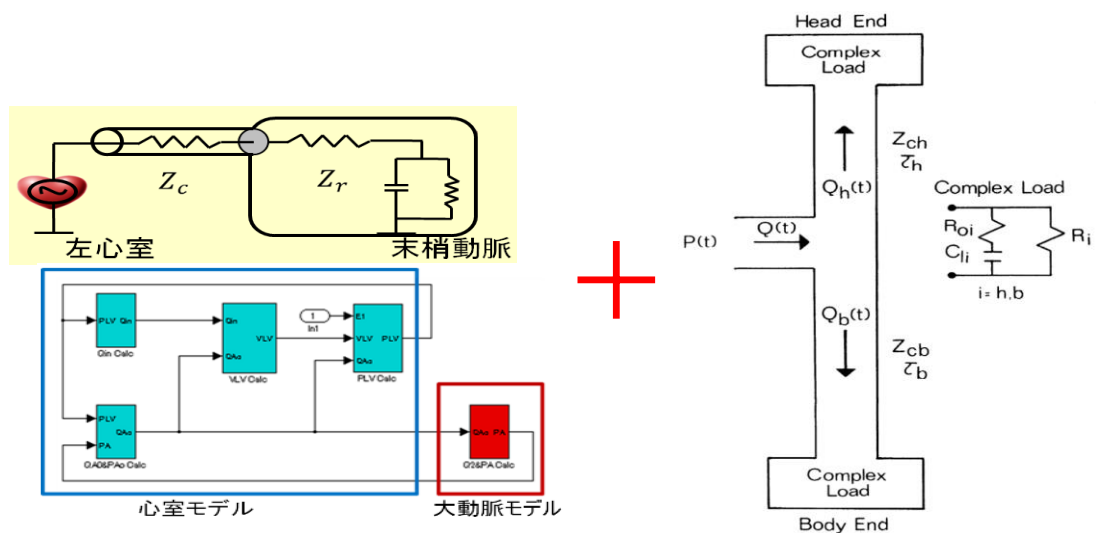 Z_c
Z_r
左心室
末梢動脈
PLV Qin
Qin Calc
Qin
QAo
VLV
VLV Calc
1
In1
E1
VLV
QAo
PLV
PLV Calc
PLV
PA
QAo
QAO&PAo Calc
QAo PA
Q2&PA Calc
心室モデル
大動脈モデル
+
Head End
Complex
Load
Z_ch
τ_h
Q_h(t)
P(t)
Q(t)
Complex Load
R_oi
C_li
R_i
i = h,b
Q_b(t)
Z_cb
τ_b
Complex
Load
Body End